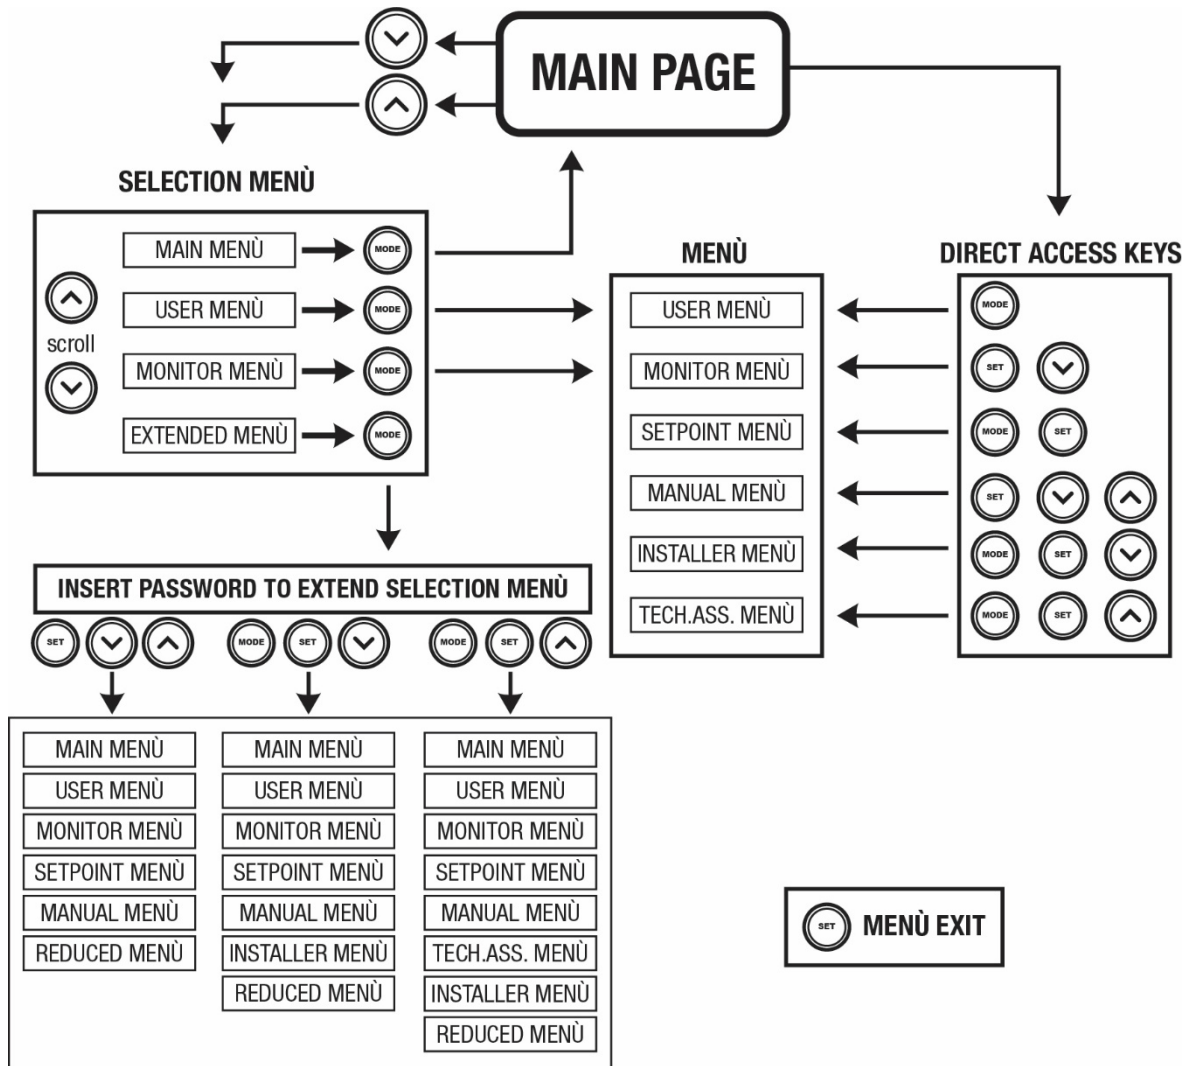 MAIN PAGE
SELECTION MENÙ
MAIN MENÙ MODE
USER MENÙ MODE
scroll
MONITOR MENÙ MODE
EXTENDED MENÙ MODE
MENÙ
USER MENÙ
MONITOR MENÙ
SETPOINT MENÙ
MANUAL MENÙ
INSTALLER MENÙ
TECH.ASS. MENÙ
DIRECT ACCESS KEYS
MODE
SET
MODE SET
SET
MODE SET
MODE SET
INSERT PASSWORD TO EXTEND SELECTION MENÙ
SET
MODE SET
MODE SET
MAIN MENÙ
USER MENÙ
MONITOR MENÙ
SETPOINT MENÙ
MANUAL MENÙ
REDUCED MENÙ
MAIN MENÙ
USER MENÙ
MONITOR MENÙ
SETPOINT MENÙ
MANUAL MENÙ
INSTALLER MENÙ
REDUCED MENÙ
MAIN MENÙ
USER MENÙ
MONITOR MENÙ
SETPOINT MENÙ
MANUAL MENÙ
TECH.ASS. MENÙ
INSTALLER MENÙ
REDUCED MENÙ
SET MENÙ EXIT